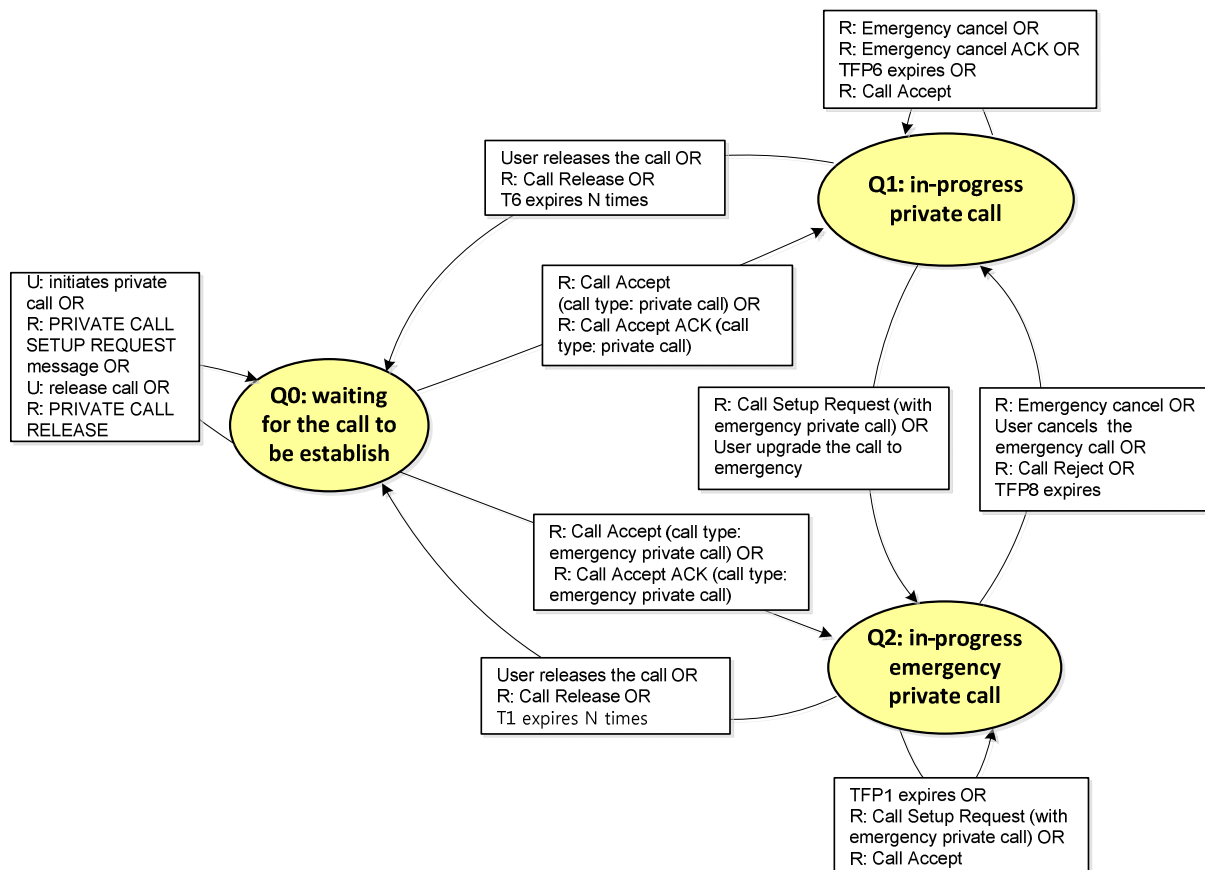 R: Emergency cancel OR
R: Emergency cancel ACK OR
TFP6 expires OR
R: Call Accept
User releases the call OR
R: Call Release OR
T6 expires N times
Q1: in-progress
private call
U: initiates private
call OR
R: PRIVATE CALL
SETUP REQUEST
message OR
U: release call OR
R: PRIVATE CALL
RELEASE
R: Call Accept
(call type: private call) OR
R: Call Accept ACK (call
type: private call)
Q0: waiting
for the call to
be establish
R: Call Setup Request (with
emergency private call) OR
User upgrade the call to
emergency
R: Emergency cancel OR
User cancels the
emergency call OR
R: Call Reject OR
TFP8 expires
R: Call Accept (call type:
emergency private call) OR
R: Call Accept ACK (call type:
emergency private call)
Q2: in-progress
emergency
private call
User releases the call OR
R: Call Release OR
T1 expires N times
TFP1 expires OR
R: Call Setup Request (with
emergency private call) OR
R: Call Accept